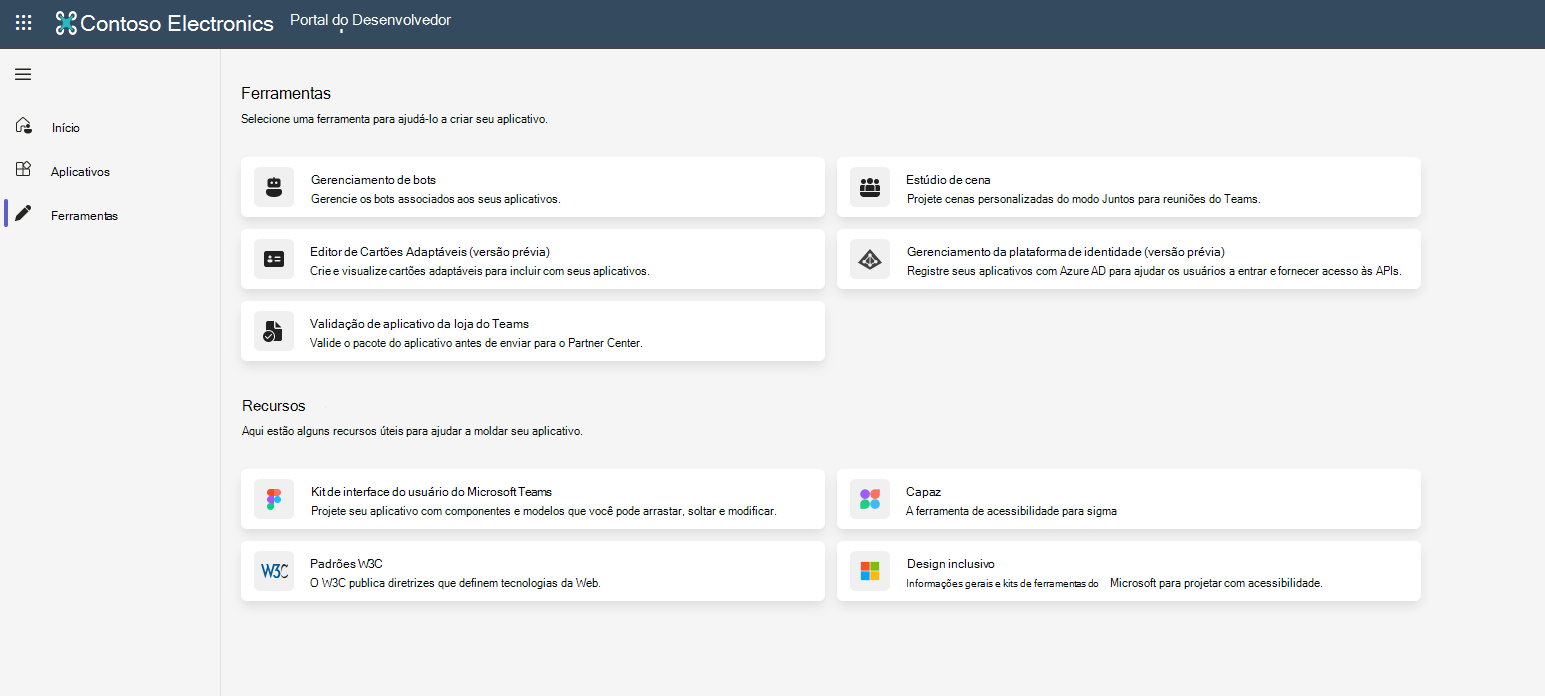 Contoso Electronics
Portal do Desenvolvedor
Início
Aplicativos
Ferramentas
Ferramentas
Selecione uma ferramenta para ajudá-lo a criar seu aplicativo.
Gerenciamento de bots
Gerencie os bots associados aos seus aplicativos.
Estúdio de cena
Projete cenas personalizadas do modo Juntos para reuniões do Teams.
Editor de Cartões Adaptáveis (versão prévia)
Crie e visualize cartões adaptáveis para incluir com seus aplicativos.
Gerenciamento da plataforma de identidade (versão prévia)
Registre seus aplicativos com Azure AD para ajudar os usuários a entrar e fornecer acesso às APIs.
Validação de aplicativo da loja do Teams
Valide o pacote do aplicativo antes de enviar para o Partner Center.
Recursos
Aqui estão alguns recursos úteis para ajudar a moldar seu aplicativo.
Kit de interface do usuário do Microsoft Teams
Projete seu aplicativo com componentes e modelos que você pode arrastar, soltar e modificar.
Capaz
A ferramenta de acessibilidade para sigma
W3C
Padrões W3C
O W3C publica diretrizes que definem tecnologias da Web.
Design inclusivo
Informações gerais e kits de ferramentas do Microsoft para projetar com acessibilidade.